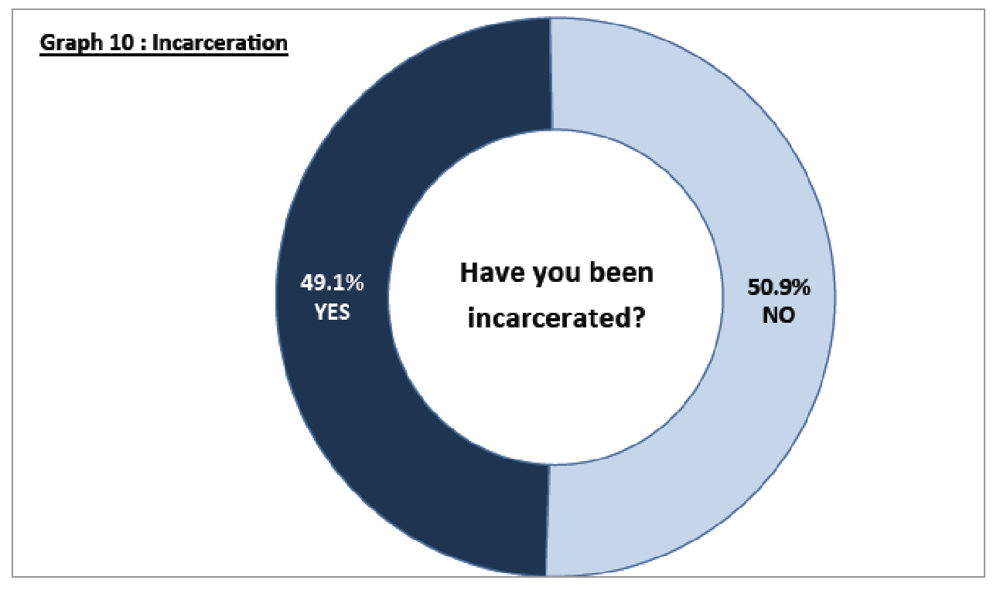 Graph 10 : Incarceration
49.1%
YES
Have you been
incarcerated?
50.9%
NO